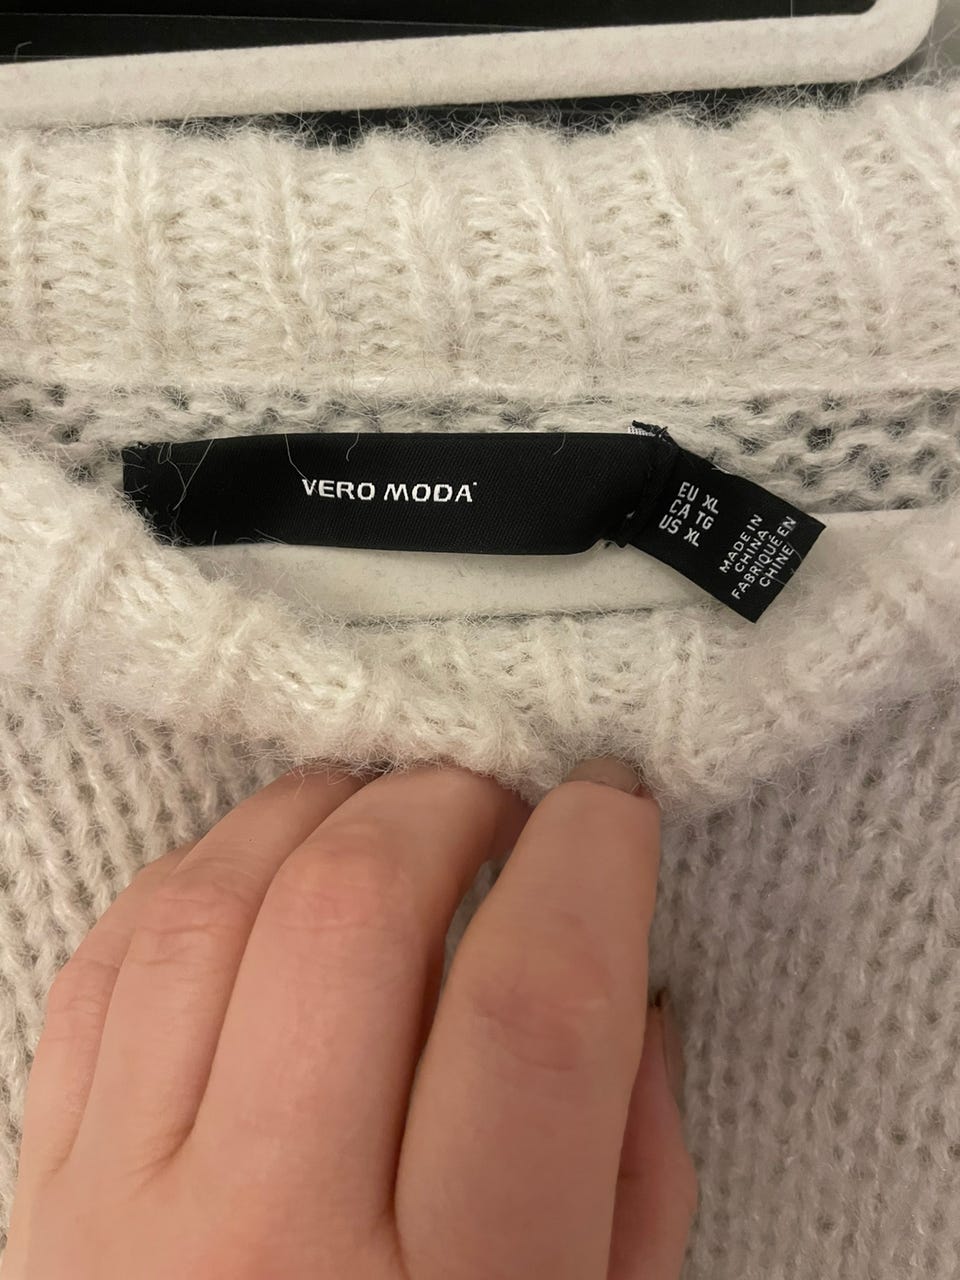 VERO MODA
EU XL
CA TG
US XL
MADE IN
CHINA
FABRIQUÉ EN
CHINE